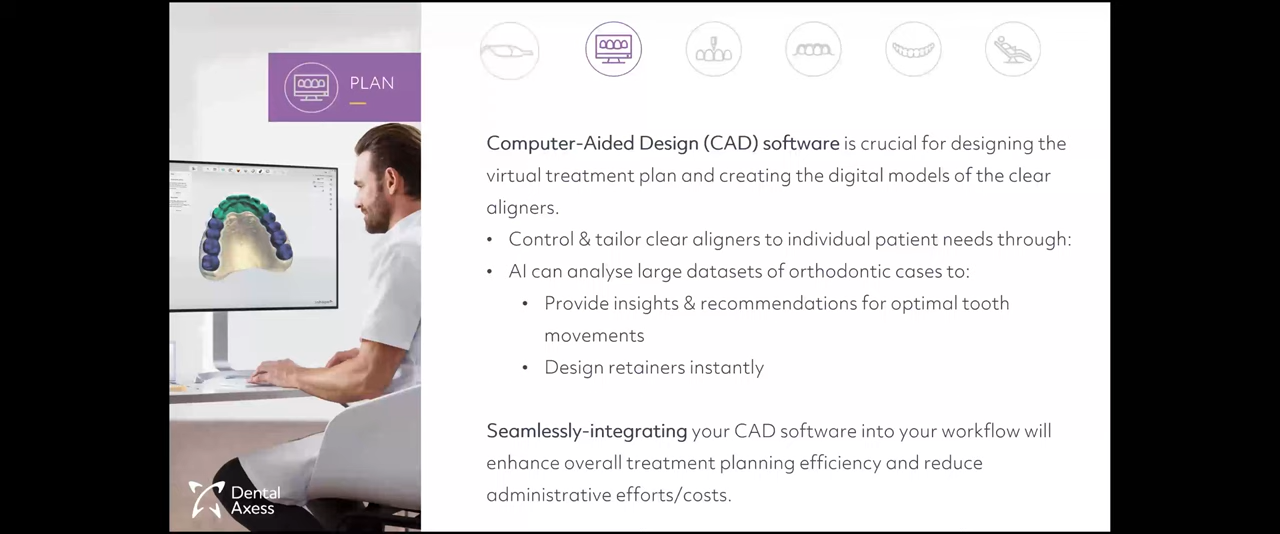 PLAN
Computer-Aided Design (CAD) software is crucial for designing the
virtual treatment plan and creating the digital models of the clear
aligners.
• Control & tailor clear aligners to individual patient needs through:
• AI can analyse large datasets of orthodontic cases to:
• Provide insights & recommendations for optimal tooth
movements
• Design retainers instantly
Seamlessly-integrating your CAD software into your workflow will
enhance overall treatment planning efficiency and reduce
administrative efforts/costs.
Dental
Axess